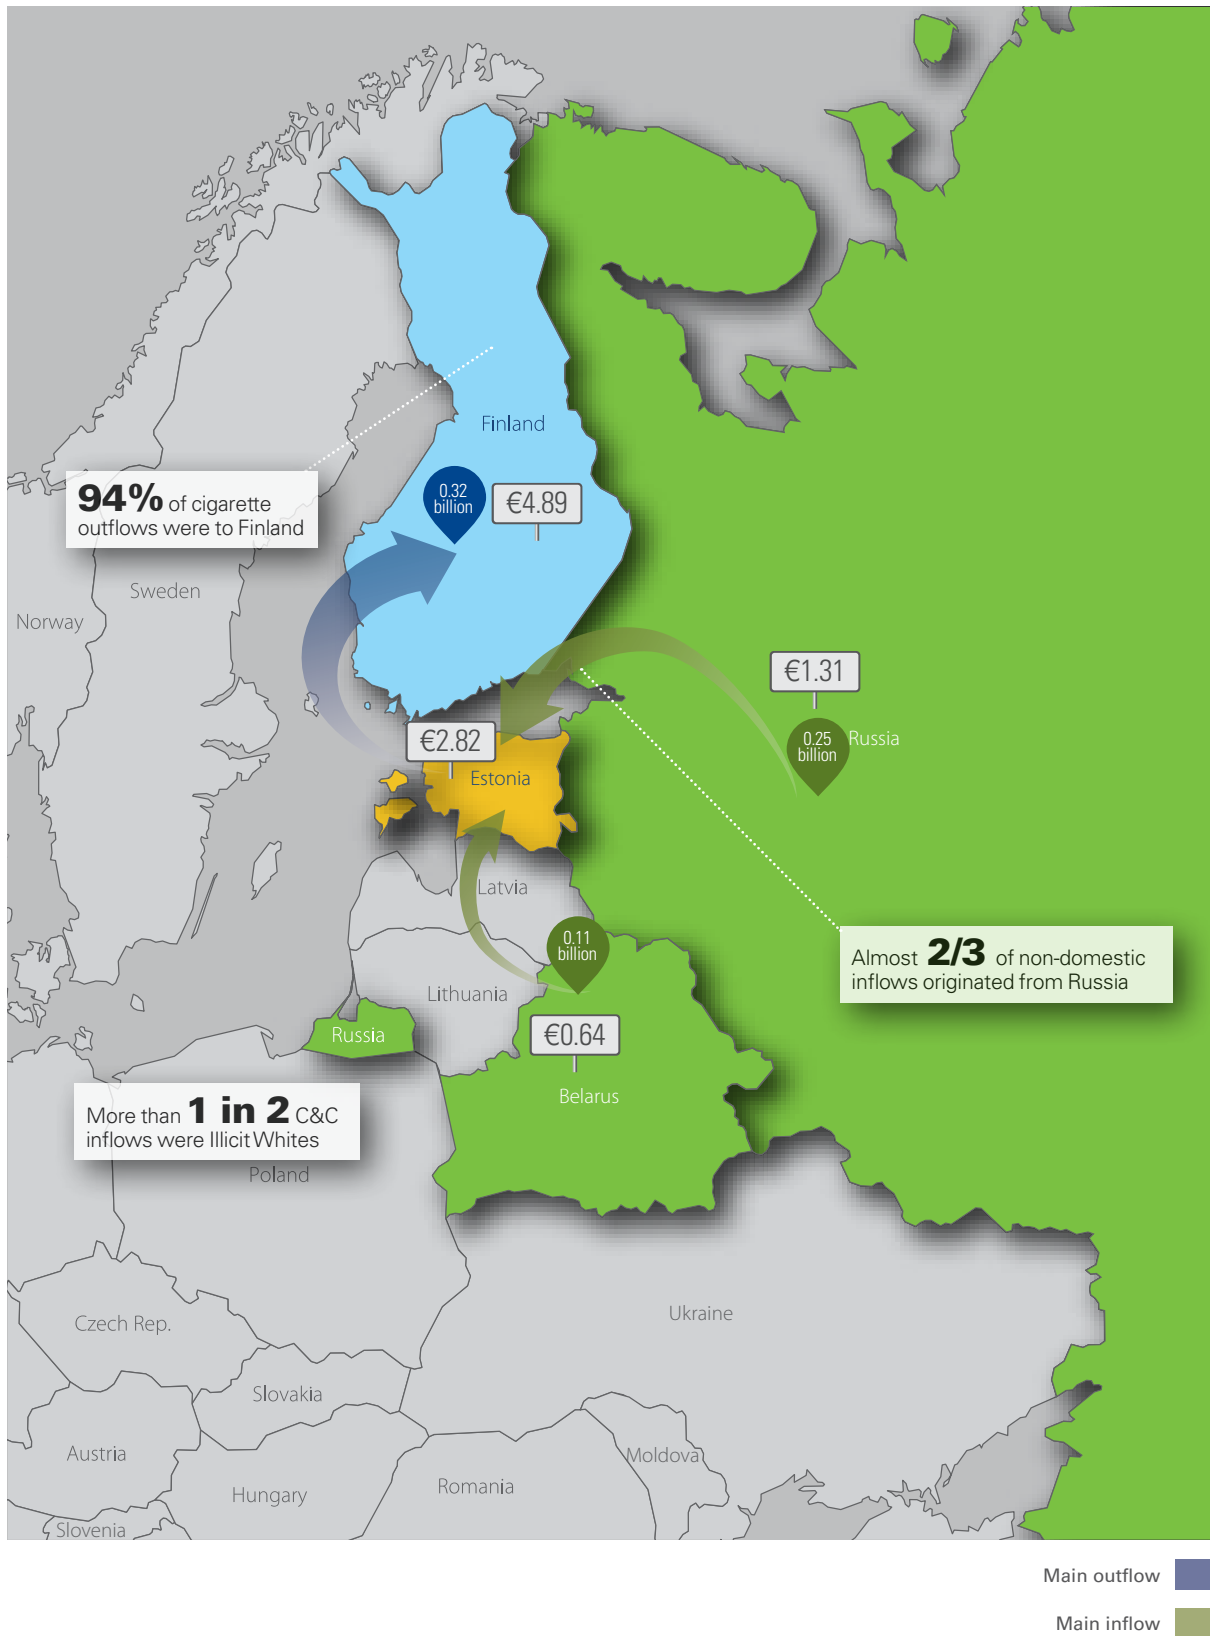 Finland
0.32
billion
€4.89
94% of cigarette
outflows were to Finland
Sweden
Norway
€1.31
0.25
billion
Russia
€2.82
Estonia
Latvia
0.11
billion
Almost 2/3 of non-domestic
inflows originated from Russia
Lithuania
Russia
€0.64
Belarus
More than 1 in 2 C&C
inflows were Illicit Whites
Poland
Ukraine
Czech Rep.
Slovakia
Austria
Moldova
Hungary
Romania
Slovenia
Main outflow
Main inflow